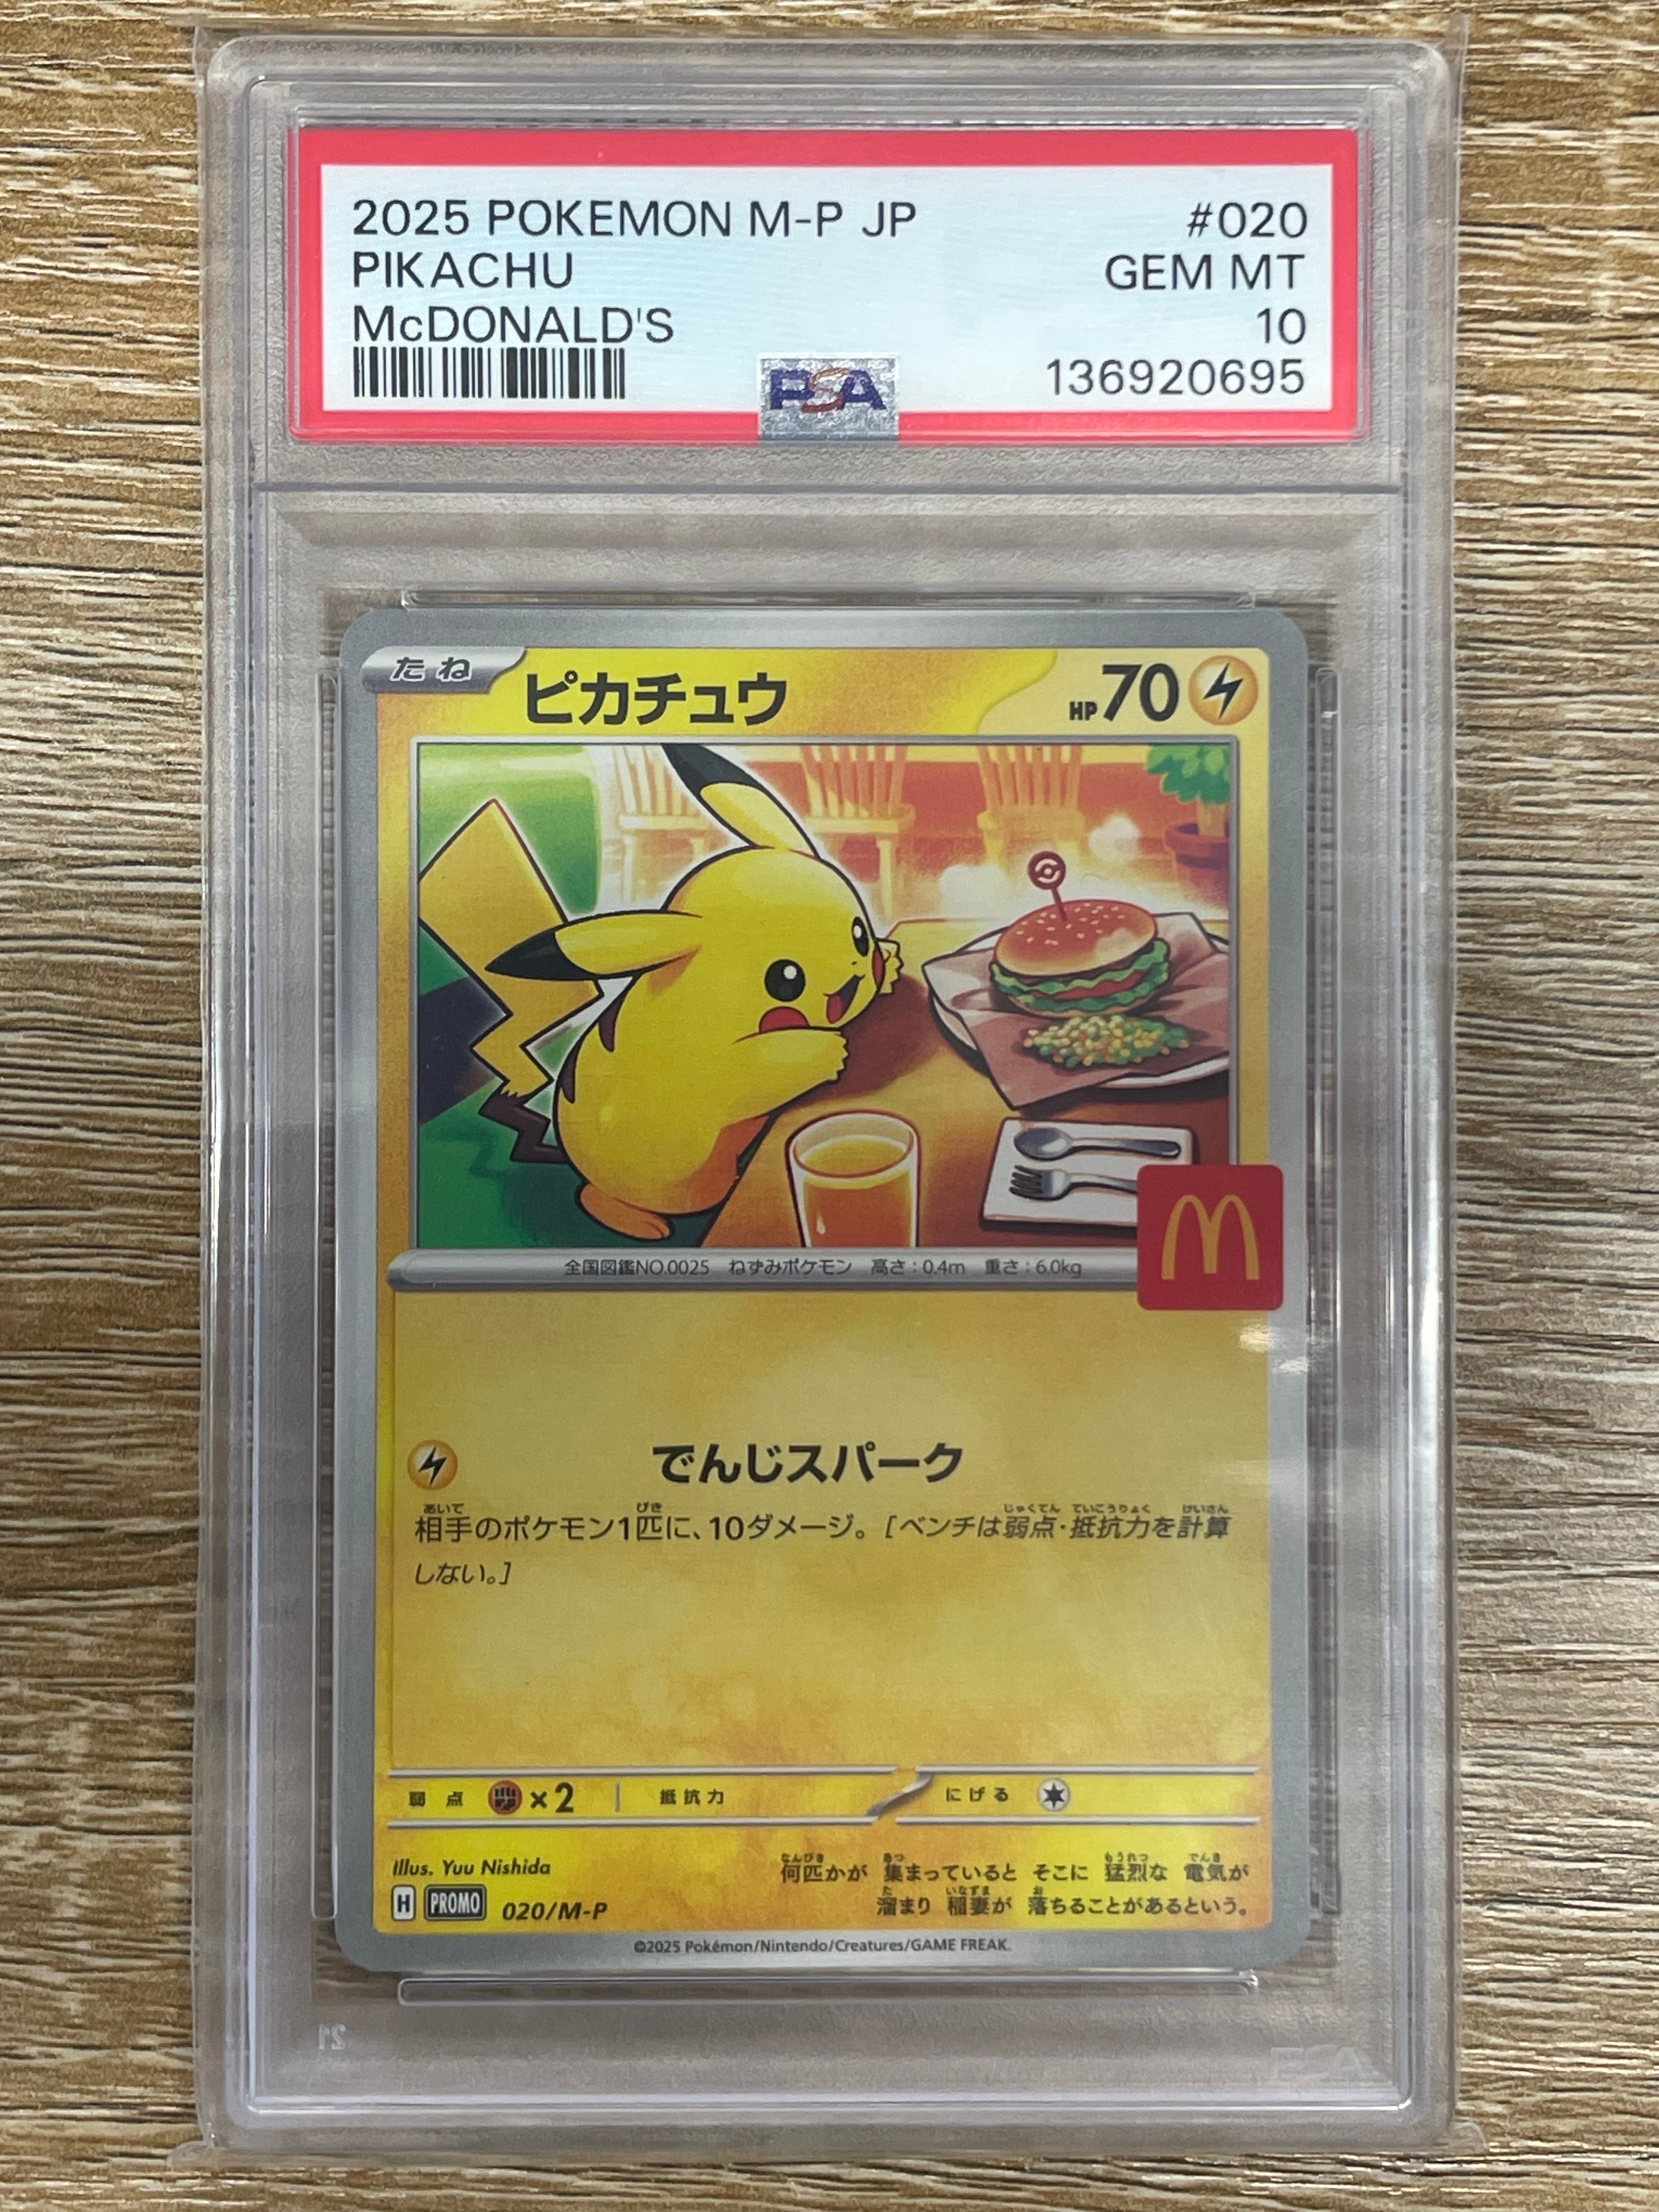 2025 POKEMON M-P JP #020
PIKACHU GEM MT
McDONALD'S 10
136920695
PSA
たね ピカチュウ HP70
M
全国図鑑NO.0025 ねずみポケモン 高さ:0.4m 重さ:6.0kg
でんじスパーク
相手のポケモン1匹に、10ダメージ。[ベンチは弱点・抵抗力を計算
しない。]
弱点 ×2 抵抗力 にげる
Illus. Yuu Nishida
H PROMO 020/M-P
何匹かが 集まっていると そこに 猛烈な 電気が
溜まり 稲妻が 落ちることがあるという。
©2025 Pokémon/Nintendo/Creatures/GAME FREAK.
21
PSA